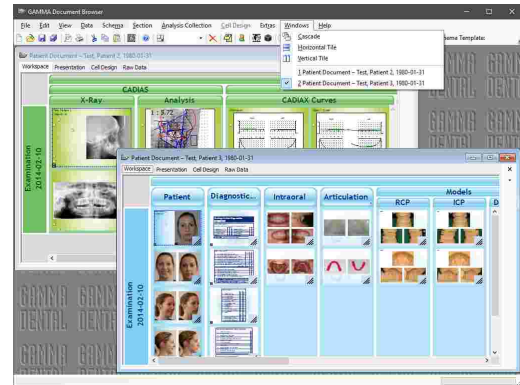 GAMMA Document Browser
File Edit View Data Schema Section Analysis Collection Cell Design Extras Windows Help
Cascade
Horizontal Tile
Vertical Tile
1 Patient Document – Test, Patient 2, 1980-01-31
2 Patient Document – Test, Patient 3, 1980-01-31
eme Template:
Patient Document – Test, Patient 2, 1980-01-31
Workspace Presentation Cell Design Raw Data
CADIAS
X-Ray Analysis CADIAX Curves
Examination
2014-02-10
Patient Document – Test, Patient 3, 1980-01-31
Workspace Presentation Cell Design Raw Data
Patient Diagnostic... Intraoral Articulation Models
RCP ICP D
Examination
2014-02-10
GAMMA
DENTAL